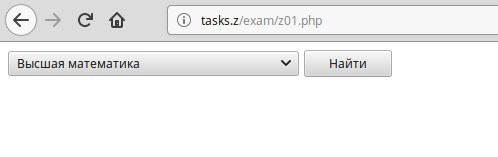 tasks.z/exam/z01.php
Высшая математика
Найти